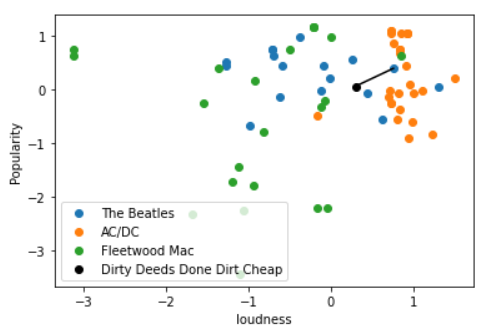 1
0
−1
−2
−3
Popularity
The Beatles
AC/DC
Fleetwood Mac
Dirty Deeds Done Dirt Cheap
−3 −2 −1 0 1
loudness